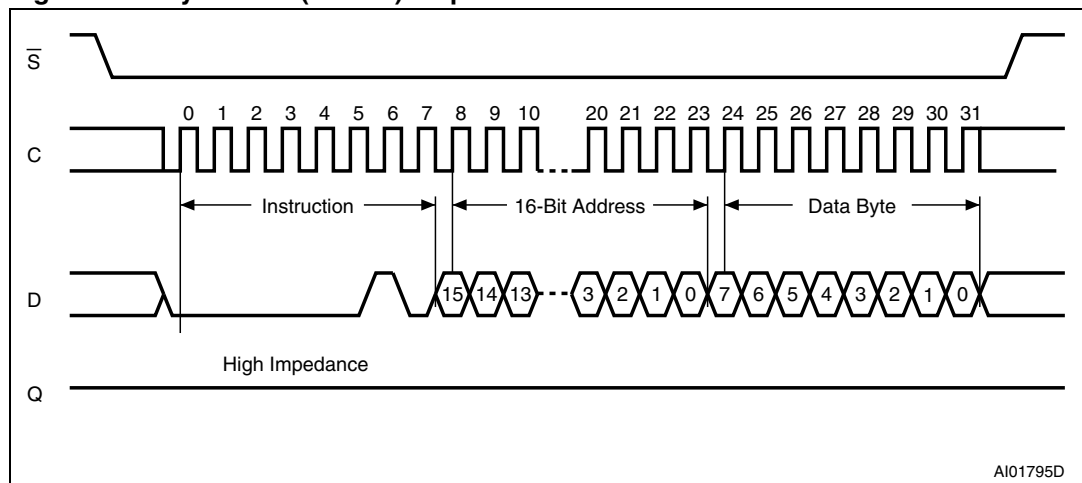 S
0 1 2 3 4 5 6 7 8 9 10 20 21 22 23 24 25 26 27 28 29 30 31
C
Instruction 16-Bit Address Data Byte
D 15 14 13 3 2 1 0 7 6 5 4 3 2 1 0
High Impedance
Q
AI01795D